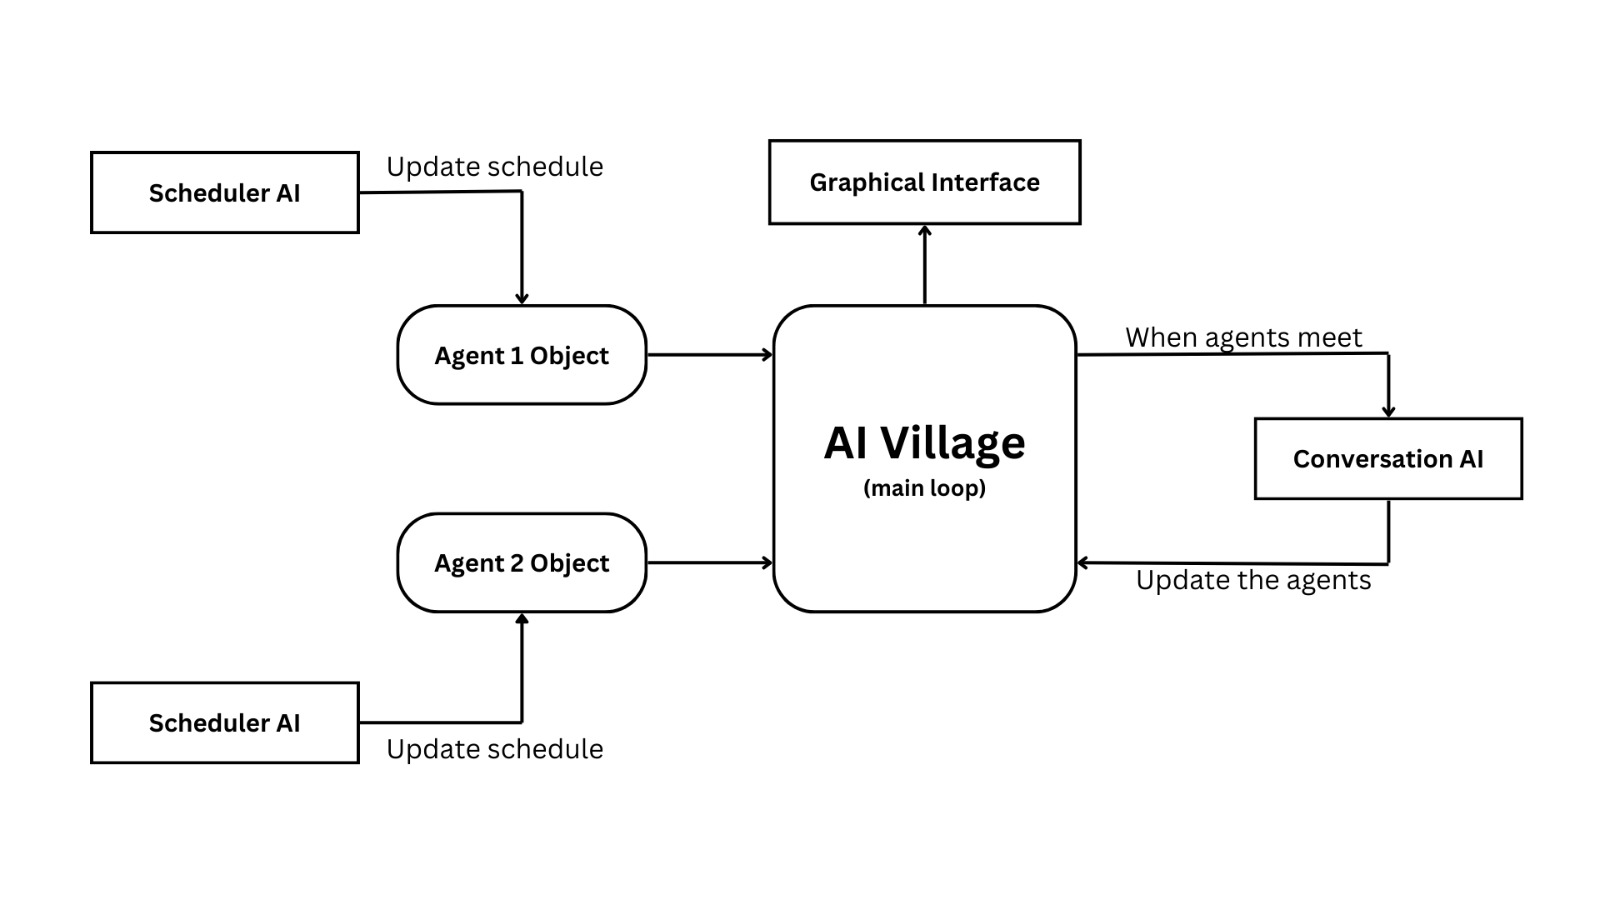 Scheduler AI
Update schedule
Graphical Interface
Agent 1 Object
When agents meet
AI Village
(main loop)
Conversation AI
Agent 2 Object
Update the agents
Scheduler AI
Update schedule